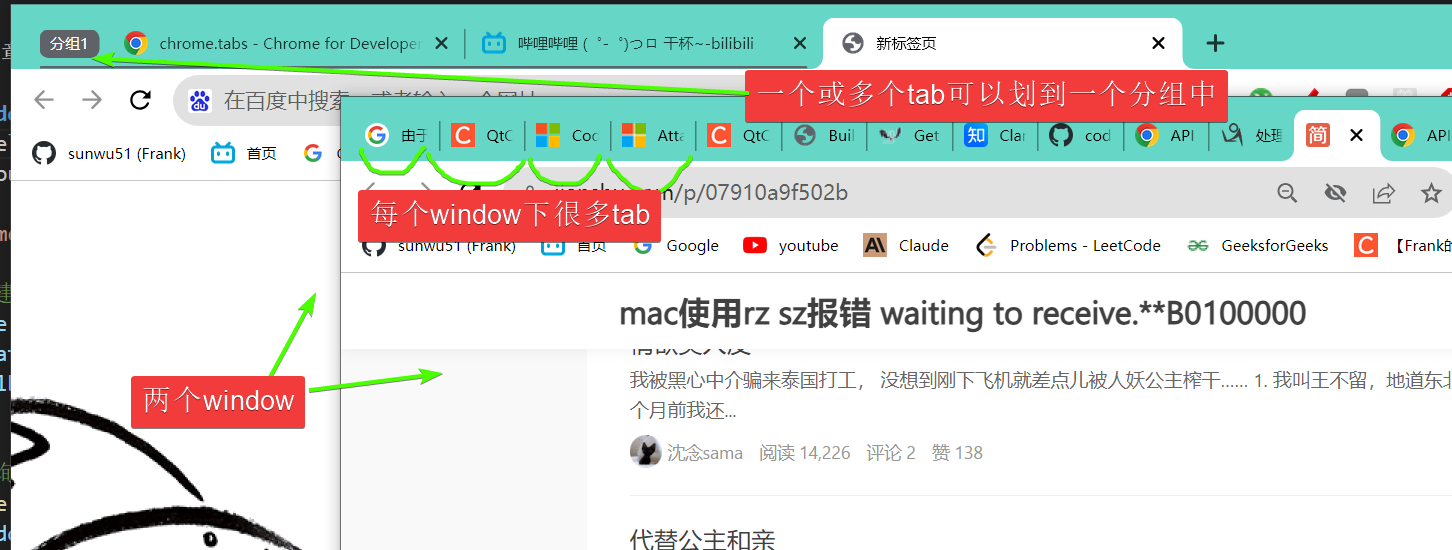 分组1 chrome.tabs - Chrome for Developer 哔哩哔哩 (゜-゜)つロ 干杯~-bilibili 新标签页
一个或多个tab可以划到一个分组中
在百度中搜索，或者输入一个网址
由于 QtC Coc Atta QtC Buil Get 知 Clar cod API 处理 简 API
sunwu51 (Frank) 首页
/p/07910a9f502b
每个window下很多tab
sunwu51 (Frank) 首页 Google youtube Claude Problems - LeetCode GeeksforGeeks 【Frank的
mac使用rz sz报错 waiting to receive.**B0100000
我被黑心中介骗来泰国打工， 没想到刚下飞机就差点儿被人妖公主榨干...... 1. 我叫王不留，地道东北
个月前我还...
两个window
沈念sama 阅读 14,226 评论 2 赞 138
代替公主和亲